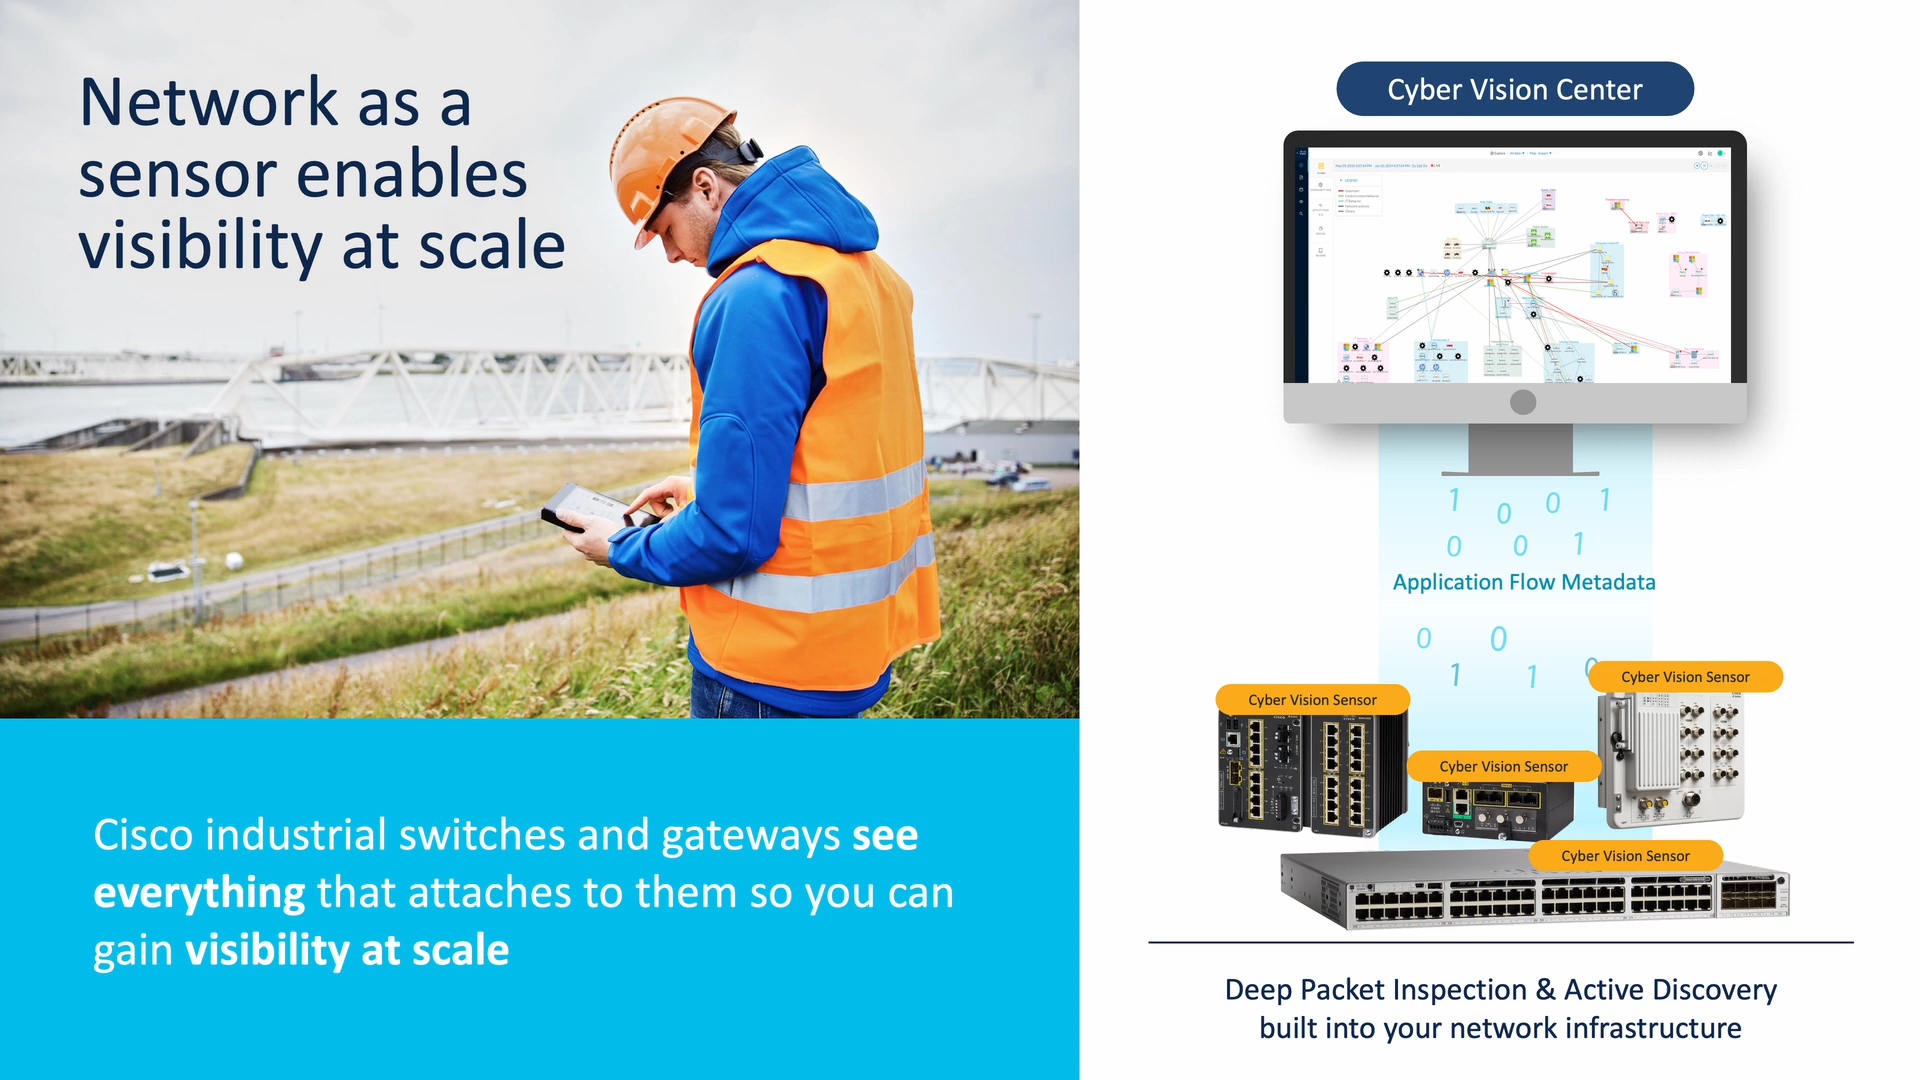 Network as a
sensor enables
visibility at scale
Cisco industrial switches and gateways see
everything that attaches to them so you can
gain visibility at scale
Cyber Vision Center
1 0 0 1
0 0 1
Application Flow Metadata
0 0
1 1 0
Cyber Vision Sensor
Cyber Vision Sensor
Cyber Vision Sensor
Cyber Vision Sensor
Deep Packet Inspection & Active Discovery
built into your network infrastructure